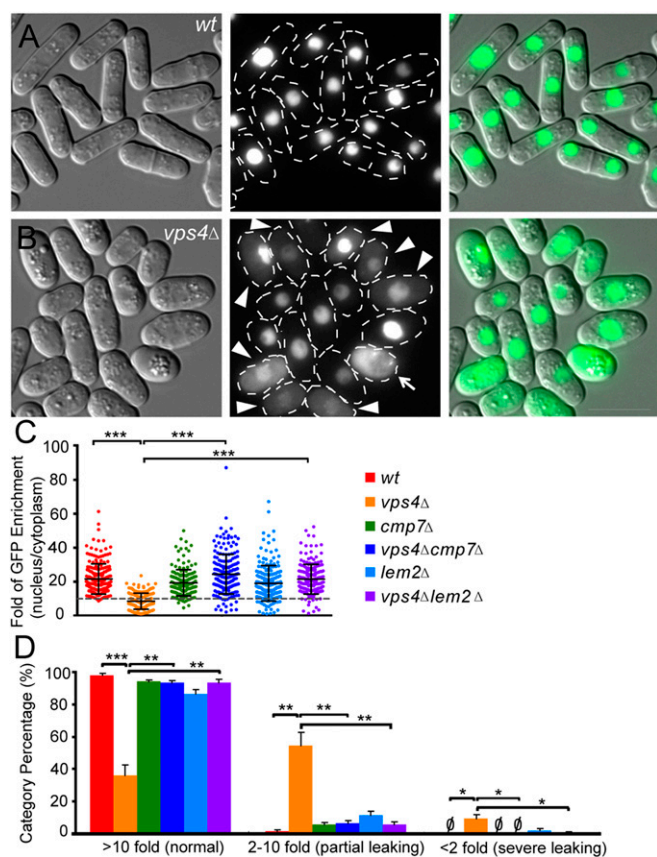 A
wt
B
vps4Δ
C
*** ***
***
100
80
60
40
20
0
Fold of GFP Enrichment
(nucleus/cytoplasm)
wt
vps4Δ
cmp7Δ
vps4Δcmp7Δ
lem2Δ
vps4Δlem2Δ
D
*** **
**
** **
**
* *
*
100
80
60
40
20
0
Category Percentage (%)
Ø Ø Ø
>10 fold (normal) 2-10 fold (partial leaking) <2 fold (severe leaking)